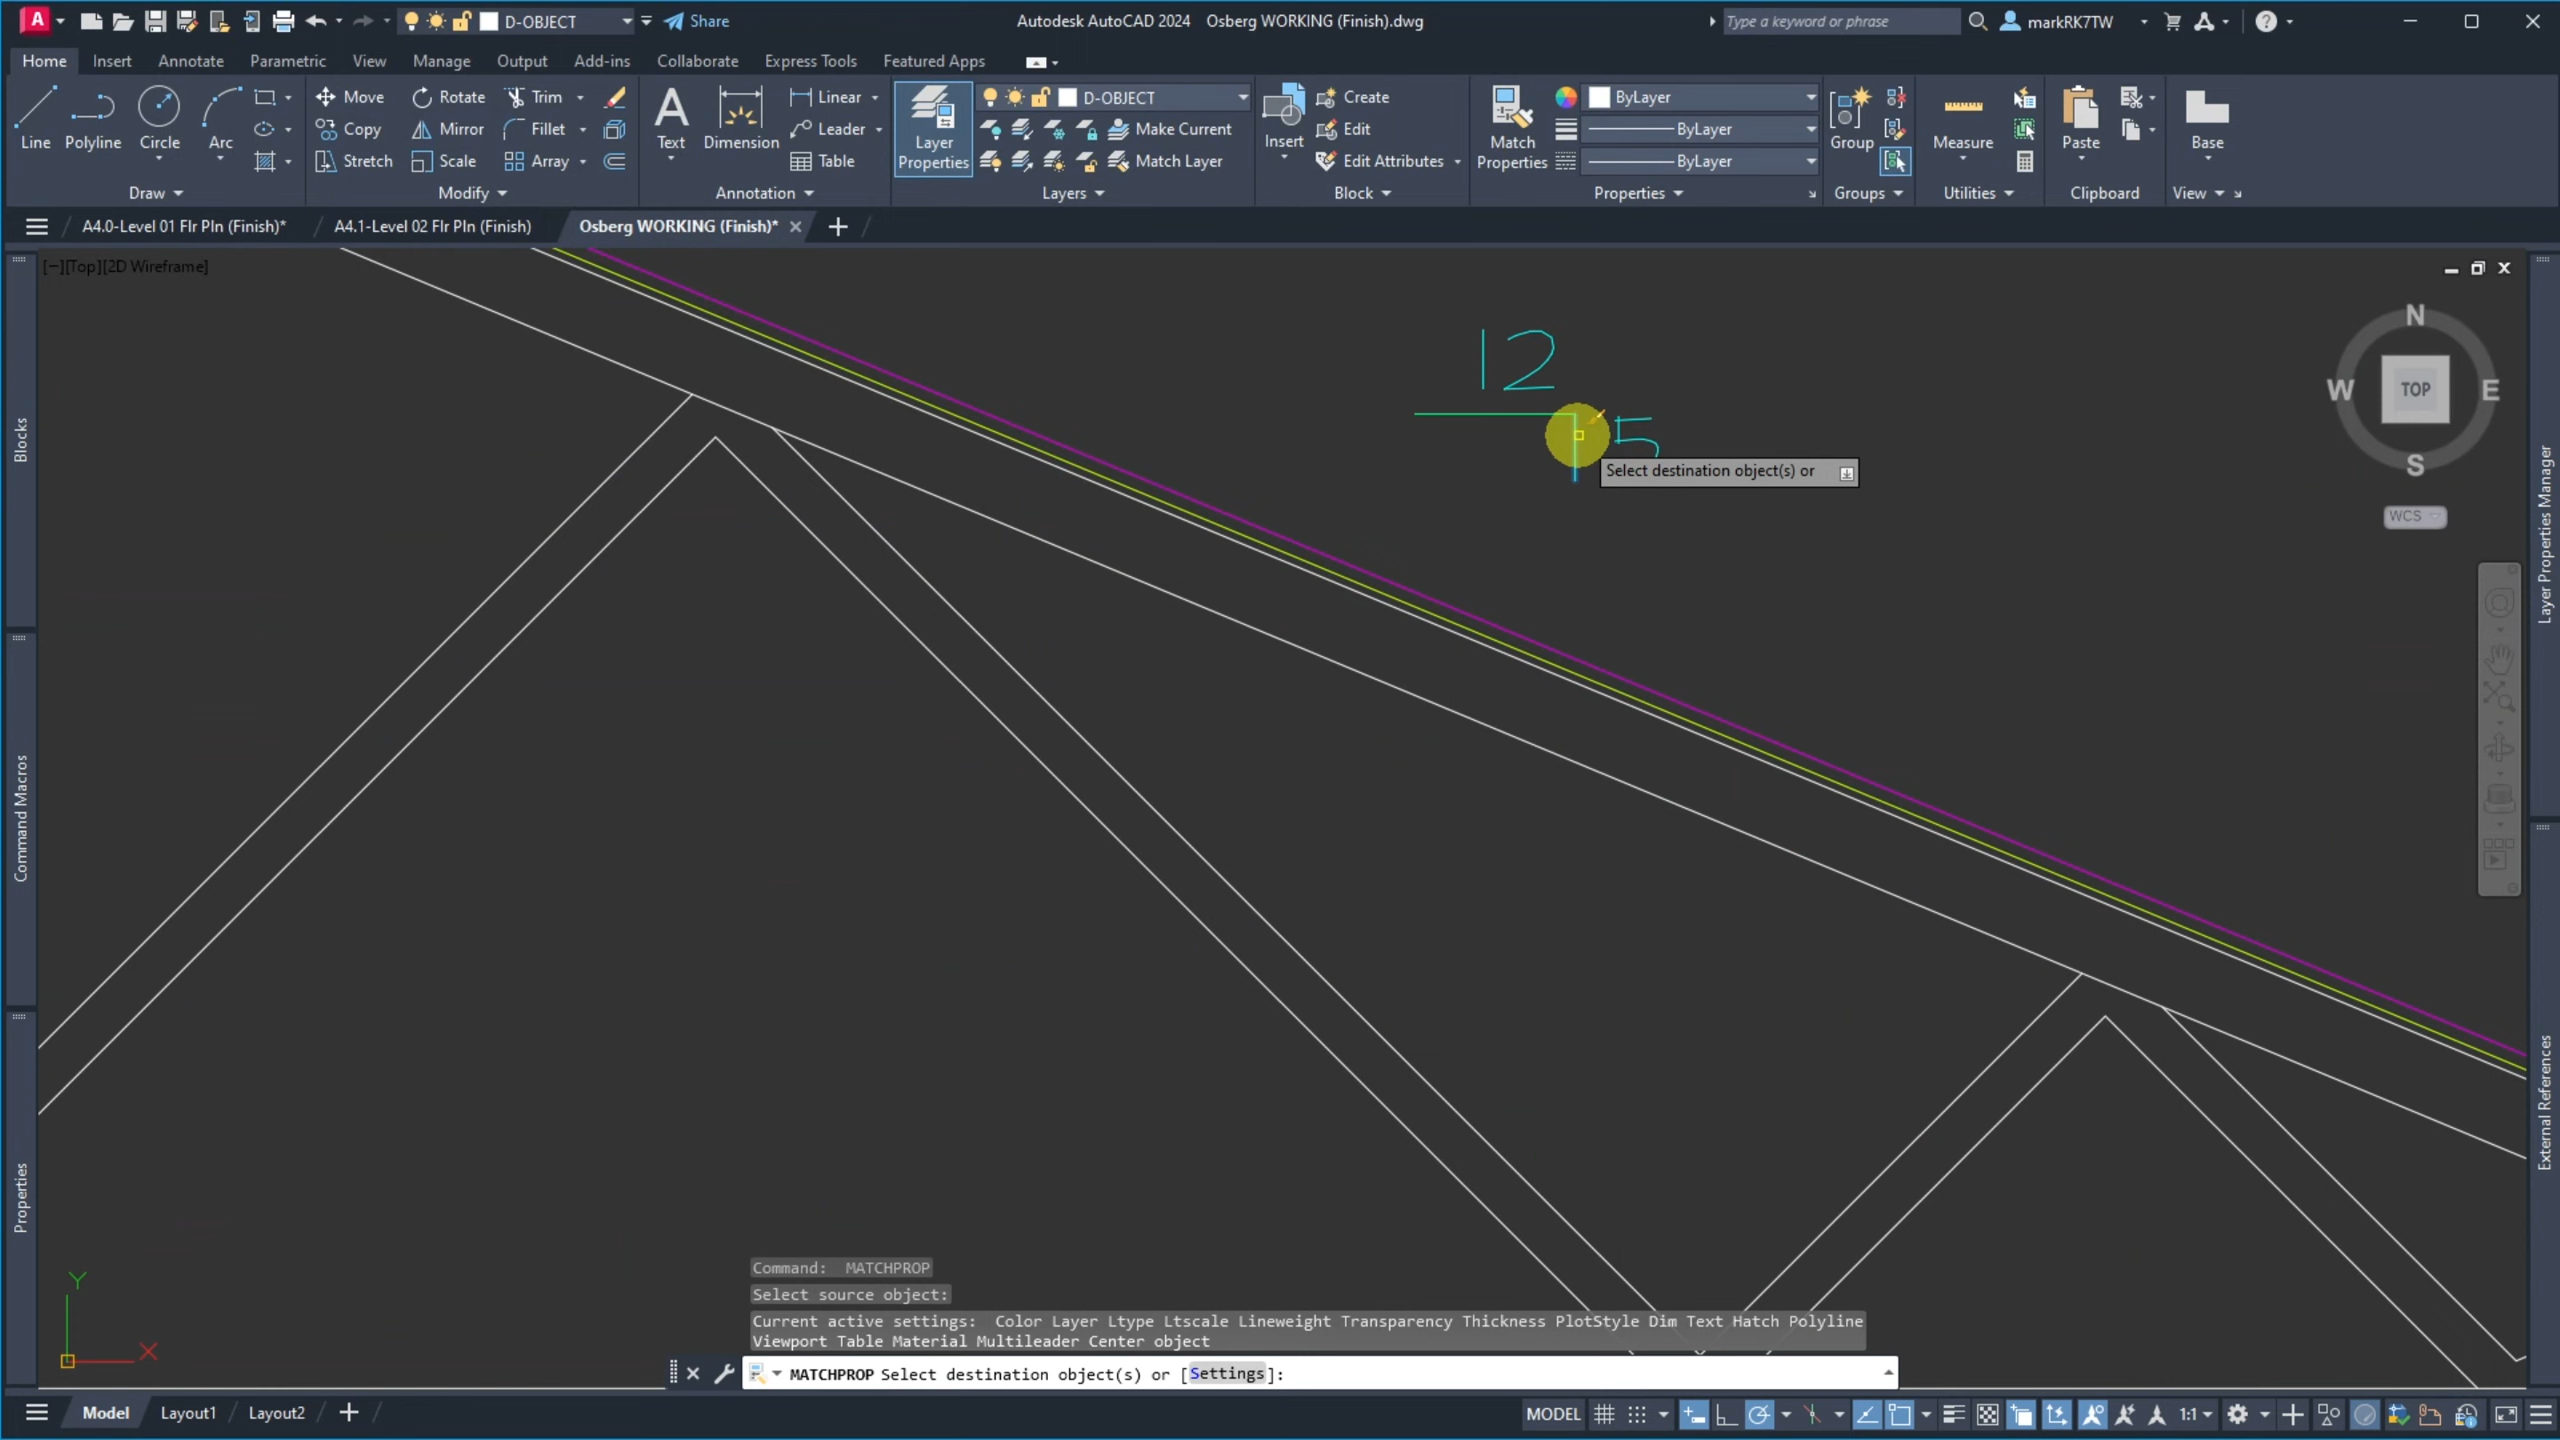 A D-OBJECT Share Autodesk AutoCAD 2024 Osberg WORKING (Finish).dwg Type a keyword or phrase markRK7TW
Home Insert Annotate Parametric View Manage Output Add-ins Collaborate Express Tools Featured Apps
Move Rotate Trim Linear D-OBJECT Create ByLayer
Line Polyline Circle Arc Copy Mirror Fillet Text Dimension Leader Layer Properties Make Current Insert Edit Match Properties ByLayer Group Measure Paste Base
Stretch Scale Array Table Match Layer Edit Attributes ByLayer
Draw Modify Annotation Layers Block Properties Groups Utilities Clipboard View
A4.0-Level 01 Flr Pln (Finish)* A4.1-Level 02 Flr Pln (Finish) Osberg WORKING (Finish)*
[−][Top][2D Wireframe]
N
W TOP E
S
WCS
12
5
Select destination object(s) or
Blocks
Command Macros
Properties
Layer Properties Manager
External References
Y
X
Command: MATCHPROP
Select source object:
Current active settings: Color Layer Ltype Ltscale Lineweight Transparency Thickness PlotStyle Dim Text Hatch Polyline
Viewport Table Material Multileader Center object
MATCHPROP Select destination object(s) or [Settings]:
Model Layout1 Layout2 MODEL 1:1